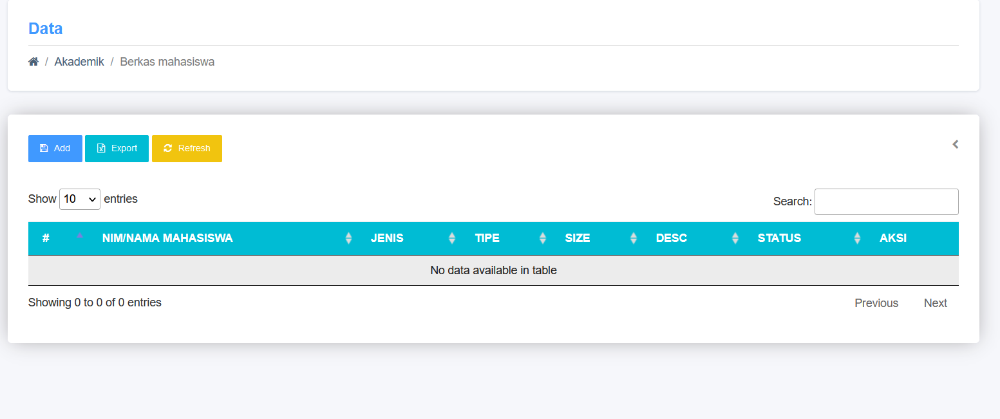 Data
/ Akademik / Berkas mahasiswa
Add Export Refresh
Show 10 entries Search:
# NIM/NAMA MAHASISWA JENIS TIPE SIZE DESC STATUS AKSI
No data available in table
Showing 0 to 0 of 0 entries Previous Next